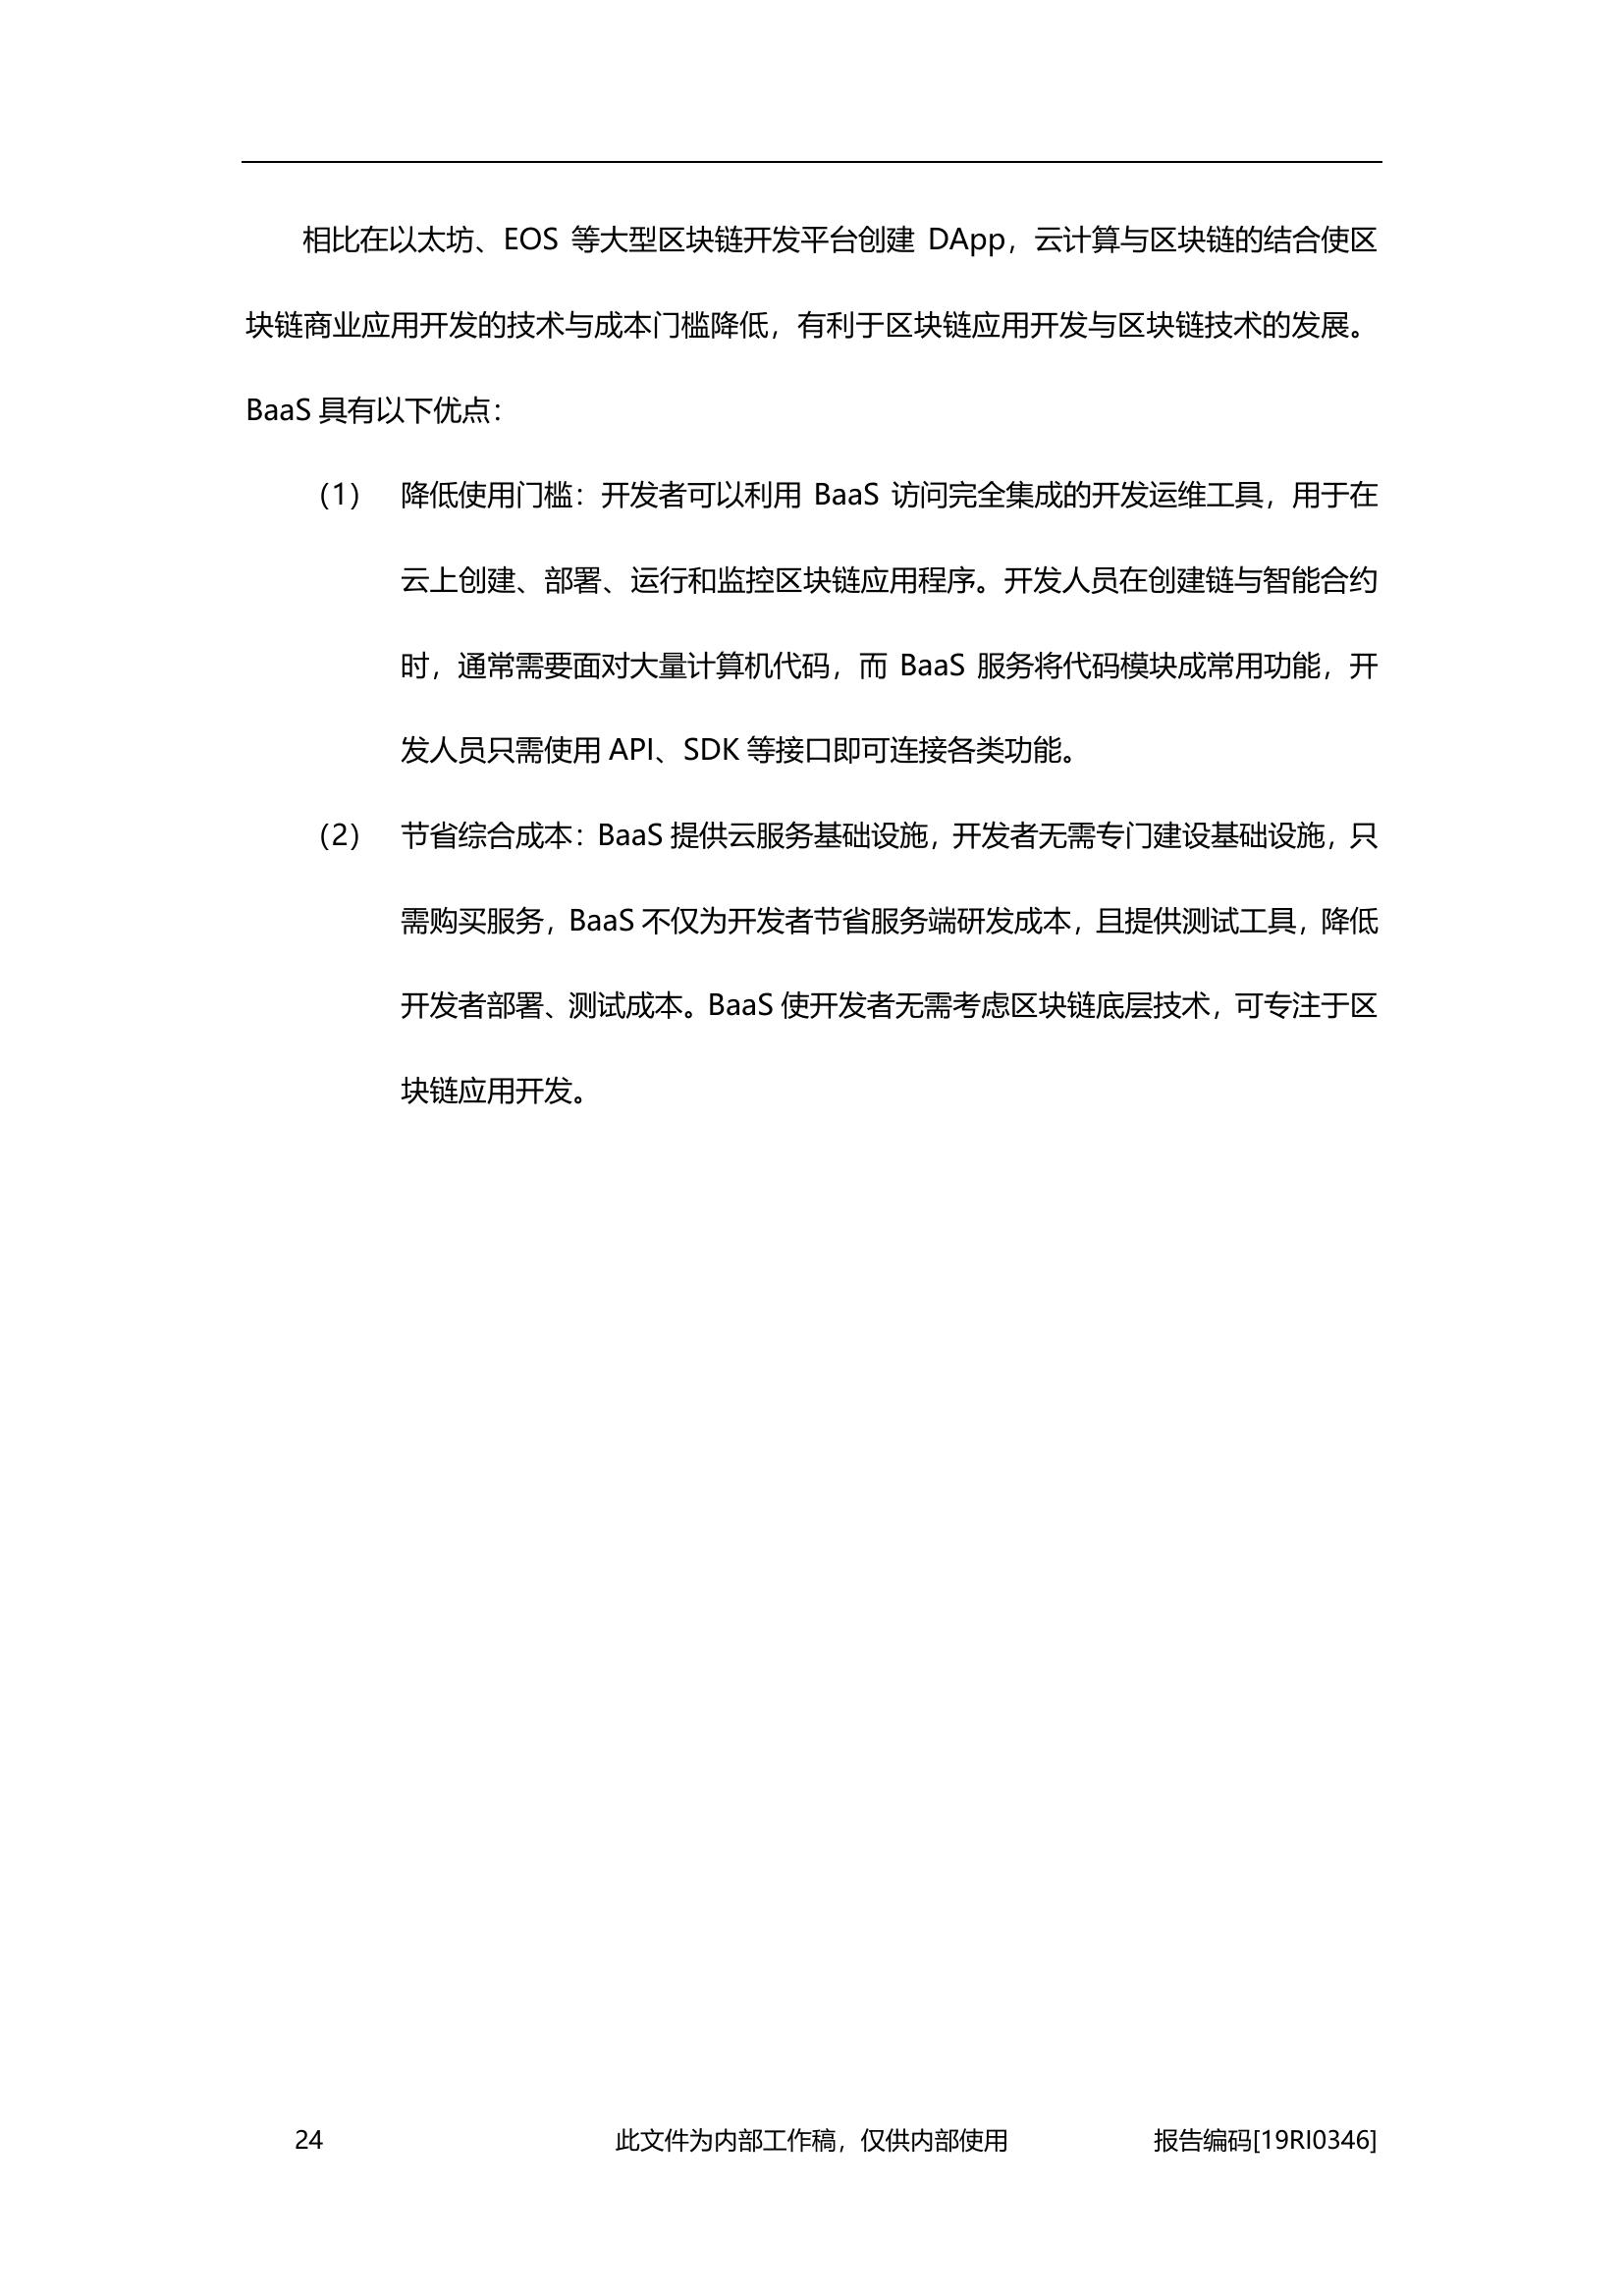 相比在以太坊、EOS 等大型区块链开发平台创建 DApp，云计算与区块链的结合使区
块链商业应用开发的技术与成本门槛降低，有利于区块链应用开发与区块链技术的发展。
BaaS 具有以下优点：
（1） 降低使用门槛：开发者可以利用 BaaS 访问完全集成的开发运维工具，用于在
云上创建、部署、运行和监控区块链应用程序。开发人员在创建链与智能合约
时，通常需要面对大量计算机代码，而 BaaS 服务将代码模块成常用功能，开
发人员只需使用 API、SDK 等接口即可连接各类功能。
（2） 节省综合成本：BaaS 提供云服务基础设施，开发者无需专门建设基础设施，只
需购买服务，BaaS 不仅为开发者节省服务端研发成本，且提供测试工具，降低
开发者部署、测试成本。BaaS 使开发者无需考虑区块链底层技术，可专注于区
块链应用开发。
24 此文件为内部工作稿，仅供内部使用 报告编码[19RI0346]